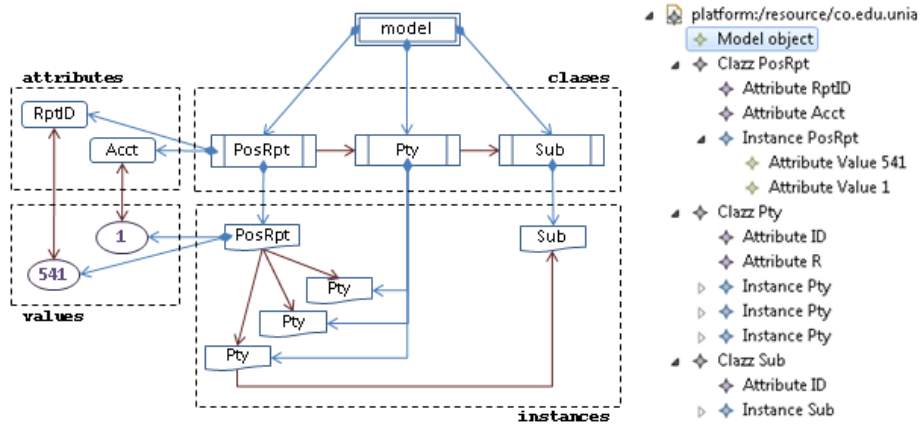 model
attributes
clases
RptID
Acct
PosRpt
Pty
Sub
1
541
values
PosRpt
Sub
Pty
Pty
Pty
instances
platform:/resource/co.edu.unia
Model object
Clazz PosRpt
Attribute RptID
Attribute Acct
Instance PosRpt
Attribute Value 541
Attribute Value 1
Clazz Pty
Attribute ID
Attribute R
Instance Pty
Instance Pty
Instance Pty
Clazz Sub
Attribute ID
Instance Sub